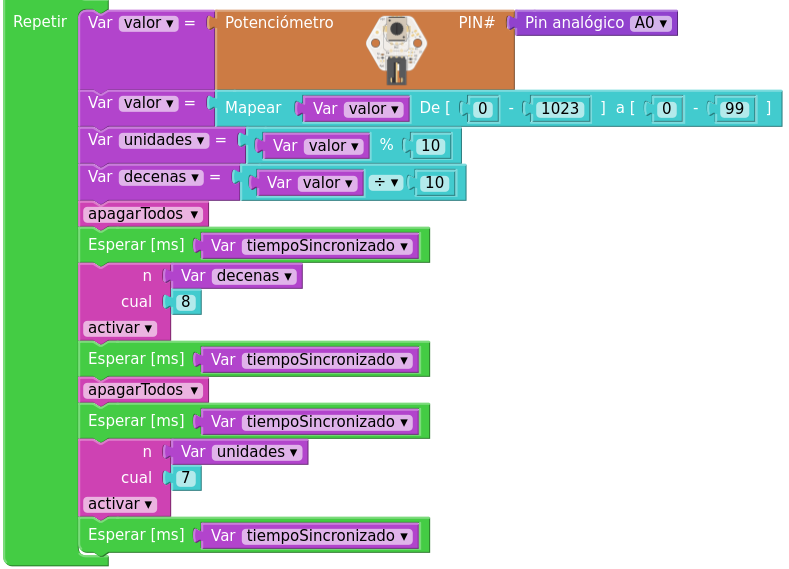 Repetir
Var valor ▾ = Potenciómetro PIN# Pin analógico A0 ▾
Var valor ▾ = Mapear Var valor ▾ De [ 0 - 1023 ] a [ 0 - 99 ]
Var unidades ▾ = Var valor ▾ % 10
Var decenas ▾ = Var valor ▾ ÷ ▾ 10
apagarTodos ▾
Esperar [ms] Var tiempoSincronizado ▾
n Var decenas ▾
cual 8
activar ▾
Esperar [ms] Var tiempoSincronizado ▾
apagarTodos ▾
Esperar [ms] Var tiempoSincronizado ▾
n Var unidades ▾
cual 7
activar ▾
Esperar [ms] Var tiempoSincronizado ▾